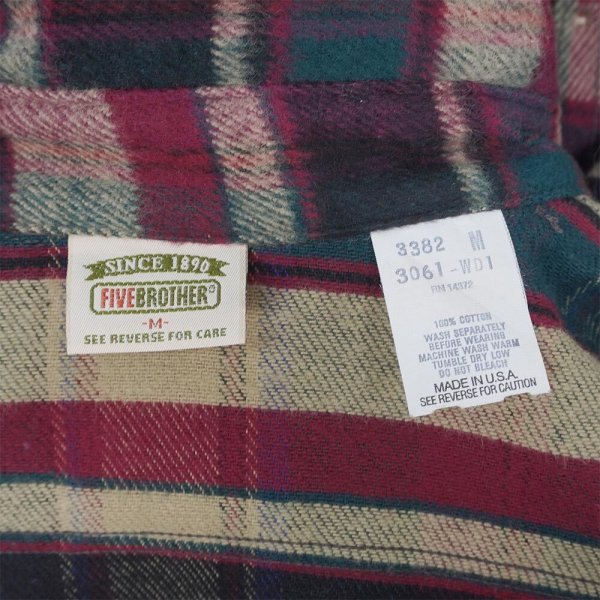 SINCE 1890
FIVEBROTHER®
-M-
SEE REVERSE FOR CARE
3382 M
3061-WD1
RN 14372
100% COTTON
WASH SEPARATELY
BEFORE WEARING
MACHINE WASH WARM
TUMBLE DRY LOW
DO NOT BLEACH
MADE IN U.S.A.
SEE REVERSE FOR CAUTION